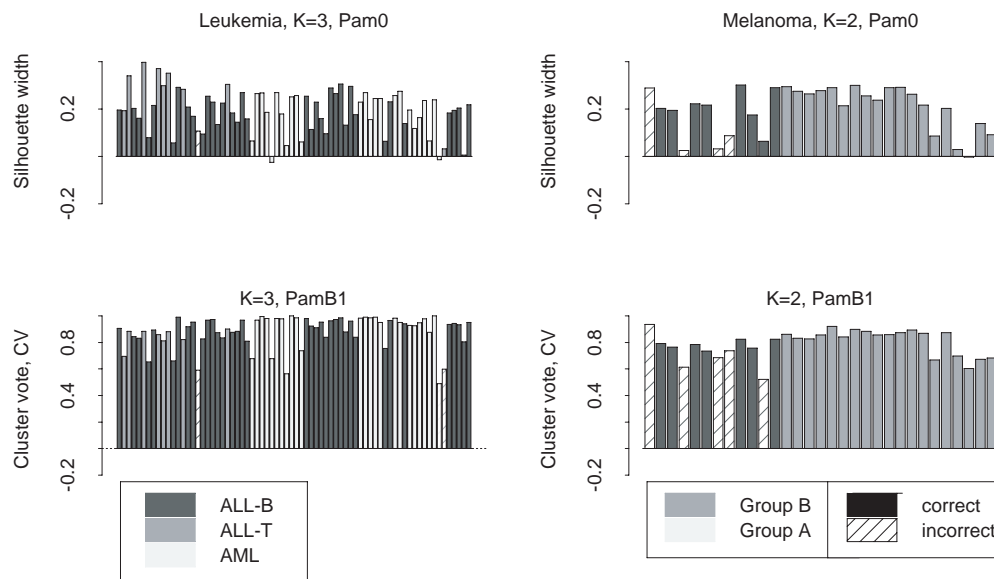 Leukemia, K=3, Pam0
Silhouette width
0.2
-0.2
Melanoma, K=2, Pam0
Silhouette width
0.2
-0.2
K=3, PamB1
Cluster vote, CV
0.8
0.4
-0.2
K=2, PamB1
Cluster vote, CV
0.8
0.4
-0.2
ALL-B
ALL-T
AML
Group B
Group A
correct
incorrect